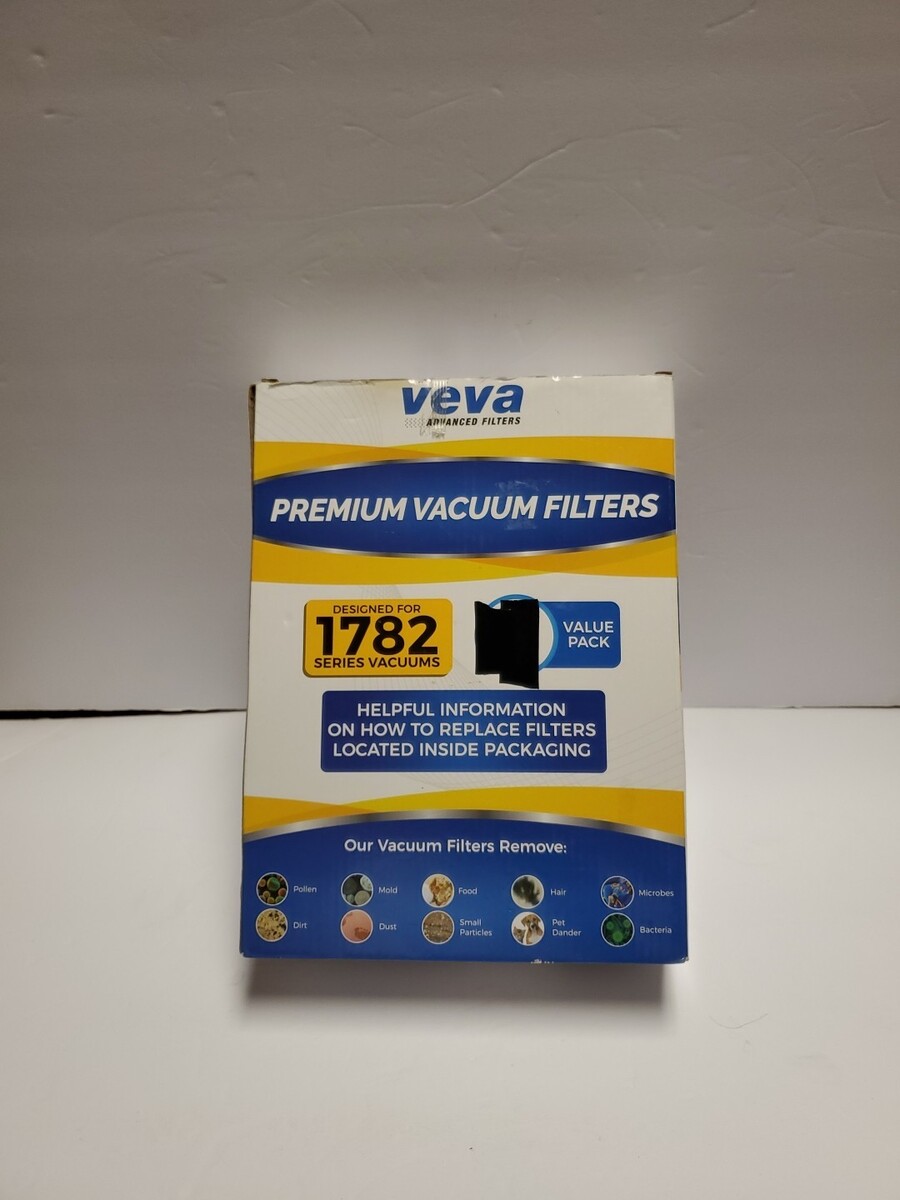 veva
ADVANCED FILTERS
PREMIUM VACUUM FILTERS
DESIGNED FOR
1782
SERIES VACUUMS
VALUE
PACK
HELPFUL INFORMATION
ON HOW TO REPLACE FILTERS
LOCATED INSIDE PACKAGING
Our Vacuum Filters Remove:
Pollen
Mold
Food
Hair
Microbes
Dirt
Dust
Small
Particles
Pet
Dander
Bacteria